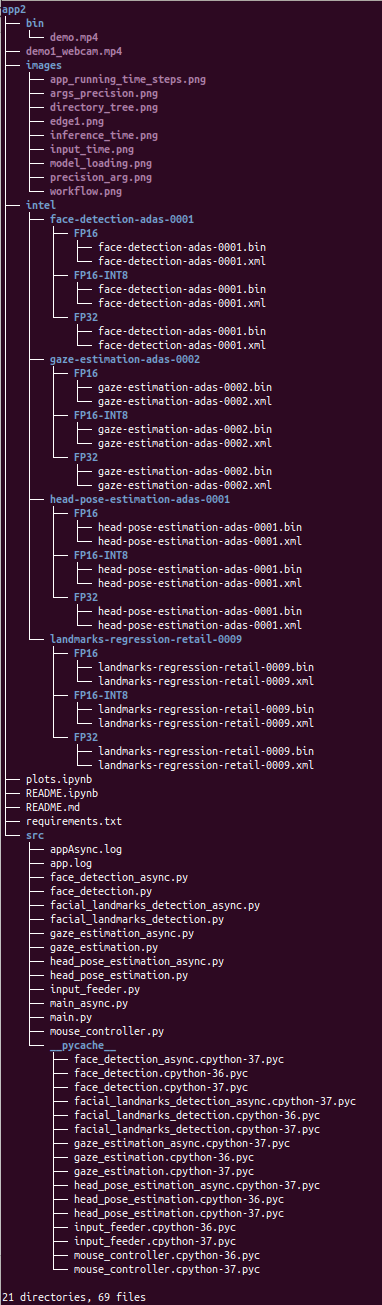 app2
├── bin
│   └── demo.mp4
├── demo1_webcam.mp4
├── images
│   ├── app_running_time_steps.png
│   ├── args_precision.png
│   ├── directory_tree.png
│   ├── edge1.png
│   ├── inference_time.png
│   ├── input_time.png
│   ├── model_loading.png
│   ├── precision_arg.png
│   └── workflow.png
├── intel
│   ├── face-detection-adas-0001
│   │   ├── FP16
│   │   │   ├── face-detection-adas-0001.bin
│   │   │   └── face-detection-adas-0001.xml
│   │   ├── FP16-INT8
│   │   │   ├── face-detection-adas-0001.bin
│   │   │   └── face-detection-adas-0001.xml
│   │   └── FP32
│   │       ├── face-detection-adas-0001.bin
│   │       └── face-detection-adas-0001.xml
│   ├── gaze-estimation-adas-0002
│   │   ├── FP16
│   │   │   ├── gaze-estimation-adas-0002.bin
│   │   │   └── gaze-estimation-adas-0002.xml
│   │   ├── FP16-INT8
│   │   │   ├── gaze-estimation-adas-0002.bin
│   │   │   └── gaze-estimation-adas-0002.xml
│   │   └── FP32
│   │       ├── gaze-estimation-adas-0002.bin
│   │       └── gaze-estimation-adas-0002.xml
│   ├── head-pose-estimation-adas-0001
│   │   ├── FP16
│   │   │   ├── head-pose-estimation-adas-0001.bin
│   │   │   └── head-pose-estimation-adas-0001.xml
│   │   ├── FP16-INT8
│   │   │   ├── head-pose-estimation-adas-0001.bin
│   │   │   └── head-pose-estimation-adas-0001.xml
│   │   └── FP32
│   │       ├── head-pose-estimation-adas-0001.bin
│   │       └── head-pose-estimation-adas-0001.xml
│   └── landmarks-regression-retail-0009
│       ├── FP16
│       │   ├── landmarks-regression-retail-0009.bin
│       │   └── landmarks-regression-retail-0009.xml
│       ├── FP16-INT8
│       │   ├── landmarks-regression-retail-0009.bin
│       │   └── landmarks-regression-retail-0009.xml
│       └── FP32
│           ├── landmarks-regression-retail-0009.bin
│           └── landmarks-regression-retail-0009.xml
├── plots.ipynb
├── README.ipynb
├── README.md
├── requirements.txt
└── src
    ├── appAsync.log
    ├── app.log
    ├── face_detection_async.py
    ├── face_detection.py
    ├── facial_landmarks_detection_async.py
    ├── facial_landmarks_detection.py
    ├── gaze_estimation_async.py
    ├── gaze_estimation.py
    ├── head_pose_estimation_async.py
    ├── head_pose_estimation.py
    ├── input_feeder.py
    ├── main_async.py
    ├── main.py
    ├── mouse_controller.py
    └── __pycache__
        ├── face_detection_async.cpython-37.pyc
        ├── face_detection.cpython-36.pyc
        ├── face_detection.cpython-37.pyc
        ├── facial_landmarks_detection_async.cpython-37.pyc
        ├── facial_landmarks_detection.cpython-36.pyc
        ├── facial_landmarks_detection.cpython-37.pyc
        ├── gaze_estimation_async.cpython-37.pyc
        ├── gaze_estimation.cpython-36.pyc
        ├── gaze_estimation.cpython-37.pyc
        ├── head_pose_estimation_async.cpython-37.pyc
        ├── head_pose_estimation.cpython-36.pyc
        ├── head_pose_estimation.cpython-37.pyc
        ├── input_feeder.cpython-36.pyc
        ├── input_feeder.cpython-37.pyc
        ├── mouse_controller.cpython-36.pyc
        └── mouse_controller.cpython-37.pyc

21 directories, 69 files